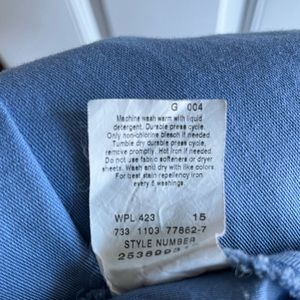 G 004
Machine wash warm with liquid
detergent. Durable press cycle.
Only non-chlorine bleach if needed.
Tumble dry durable press cycle,
remove promptly. Hot iron if needed.
Do not use fabric softeners or dryer
sheets. Wash and dry with like colors.
For best stain repellency iron
every 5 washings.
WPL 423 15
733 1103 77862-7
STYLE NUMBER